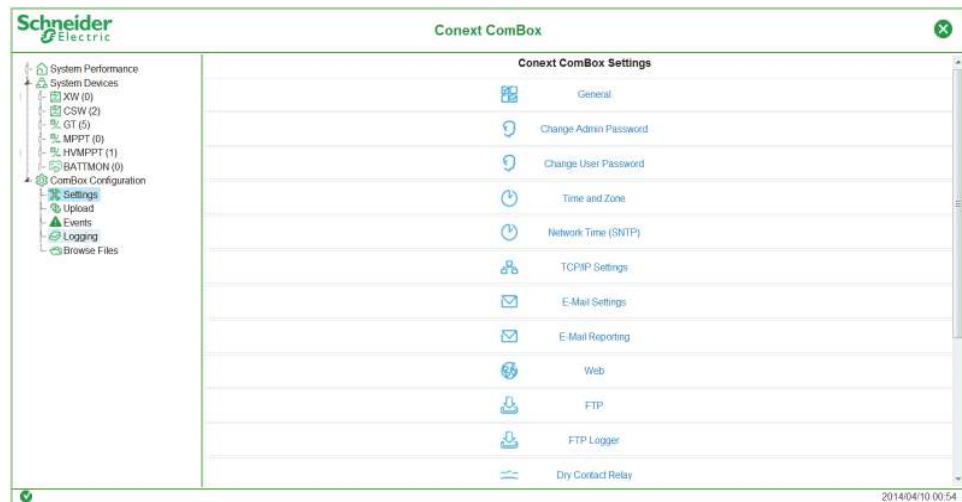 Schneider
Electric
Conext ComBox
System Performance
System Devices
XW (0)
CSW (2)
GT (5)
MPPT (0)
HVMPPT (1)
BATTMON (0)
ComBox Configuration
Settings
Upload
Events
Logging
Browse Files
Conext ComBox Settings
General
Change Admin Password
Change User Password
Time and Zone
Network Time (SNTP)
TCP/IP Settings
E-Mail Settings
E-Mail Reporting
Web
FTP
FTP Logger
Dry Contact Relay
2014/04/10 00:54